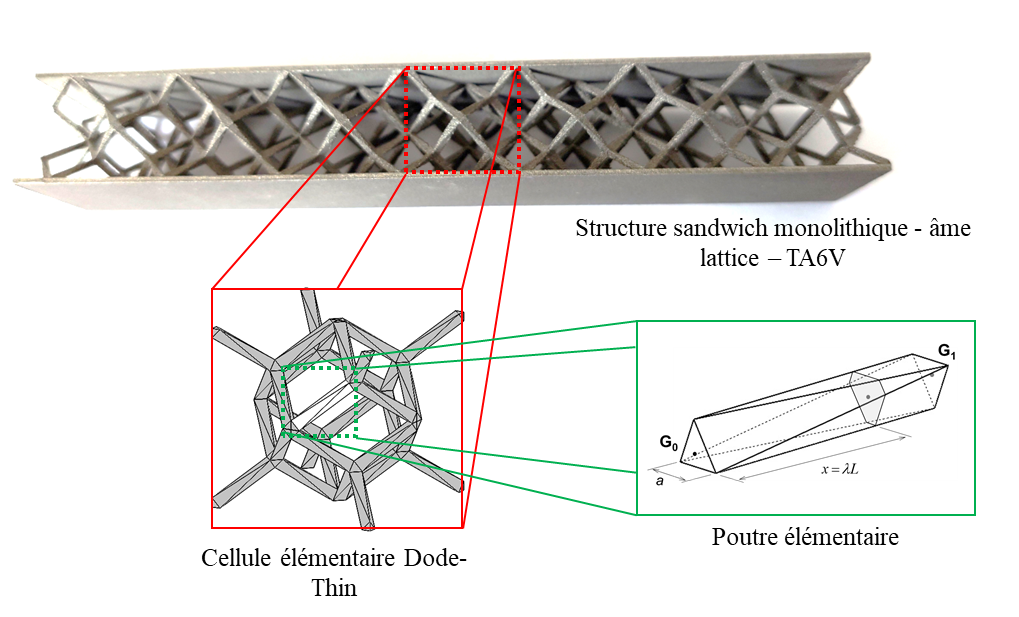 Structure sandwich monolithique - âme
lattice – TA6V
G₁
G₀
a
x = λL
Poutre élémentaire
Cellule élémentaire Dode-
Thin